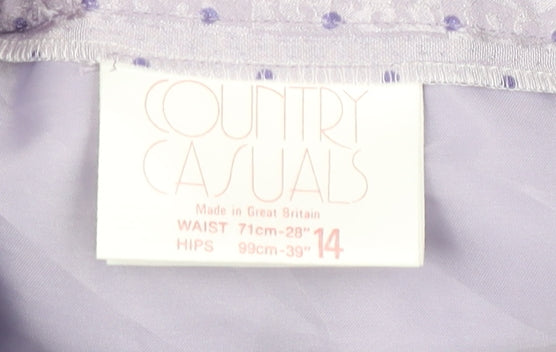 COUNTRY
CASUALS
Made in Great Britain
WAIST 71cm-28"
HIPS 99cm-39" 14